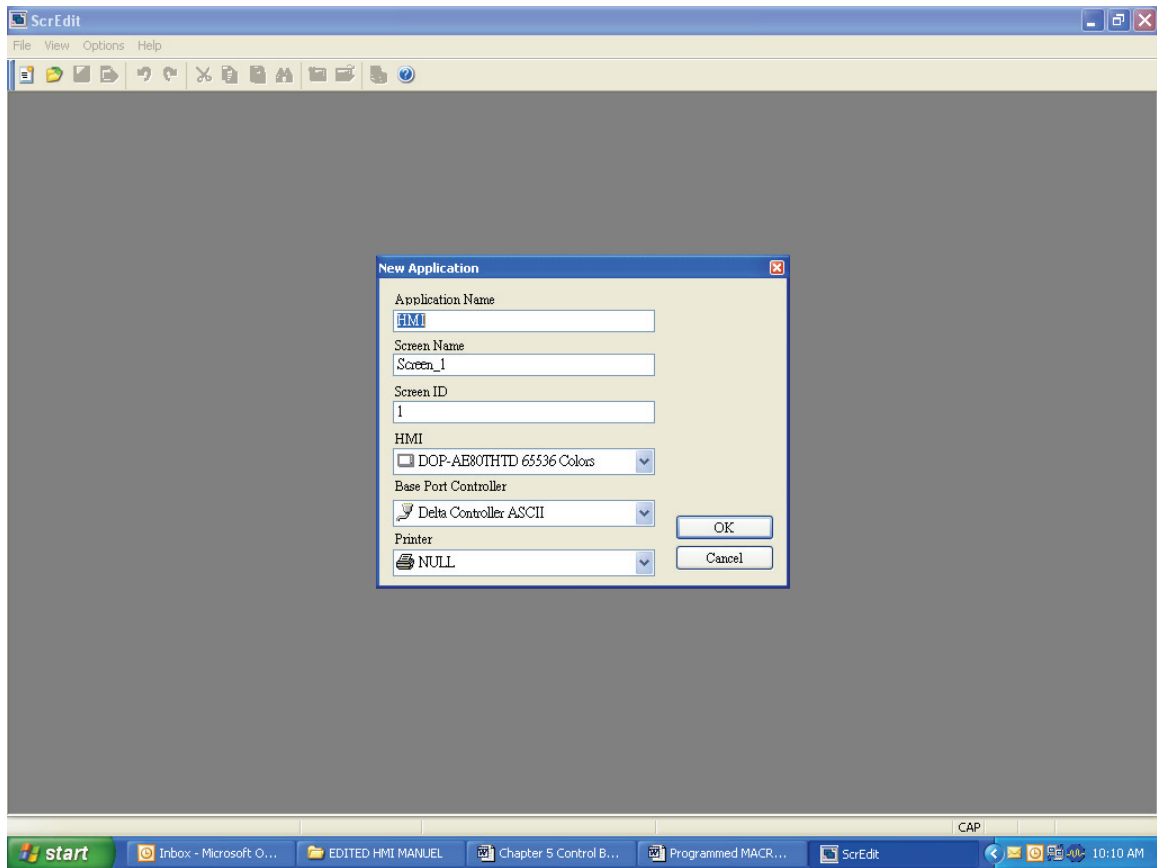 ScrEdit
File View Options Help
New Application
Application Name
HMI
Screen Name
Screen_1
Screen ID
1
HMI
DOP-AE80THTD 65536 Colors
Base Port Controller
Delta Controller ASCII
OK
Printer
NULL
Cancel
CAP
start
Inbox - Microsoft O...
EDITED HMI MANUEL
Chapter 5 Control B...
Programmed MACR...
ScrEdit
10:10 AM